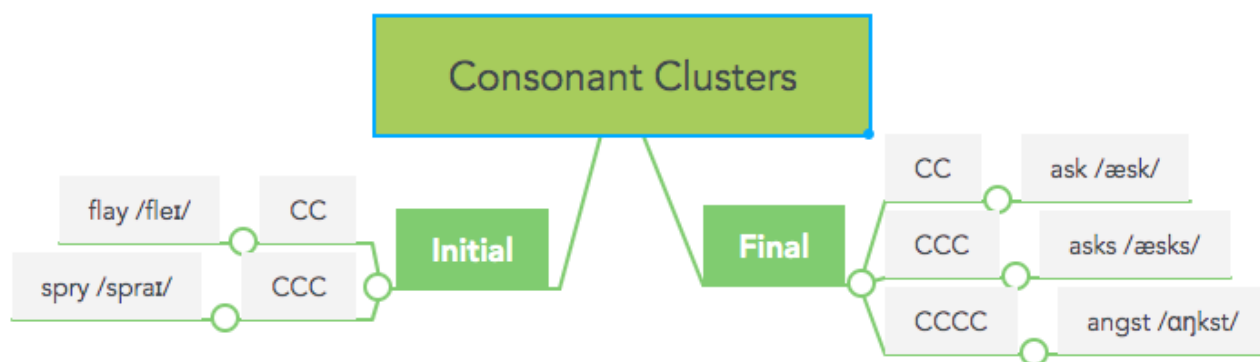 Consonant Clusters
Initial
CC
flay /fleɪ/
CCC
spry /spraɪ/
Final
CC
ask /æsk/
CCC
asks /æsks/
CCCC
angst /ɑŋkst/